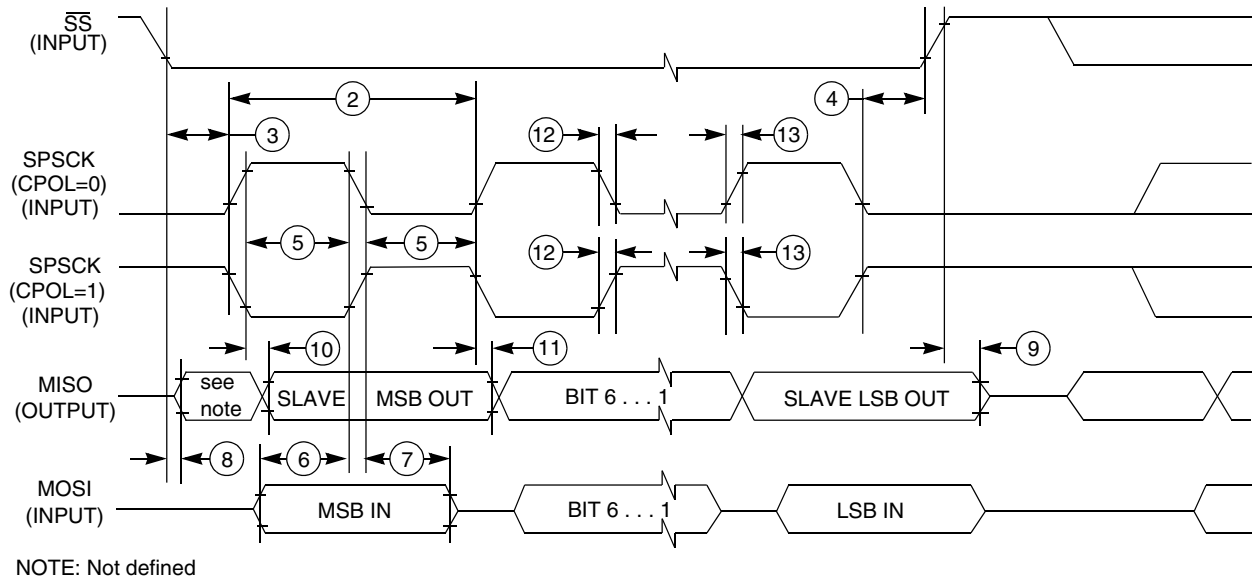 SS
(INPUT)
2
4
3
12
13
SPSCK
(CPOL=0)
(INPUT)
5
5
12
13
SPSCK
(CPOL=1)
(INPUT)
10
11
9
MISO
(OUTPUT)
see
note
SLAVE
MSB OUT
BIT 6 . . . 1
SLAVE LSB OUT
8
6
7
MOSI
(INPUT)
MSB IN
BIT 6 . . . 1
LSB IN
NOTE: Not defined